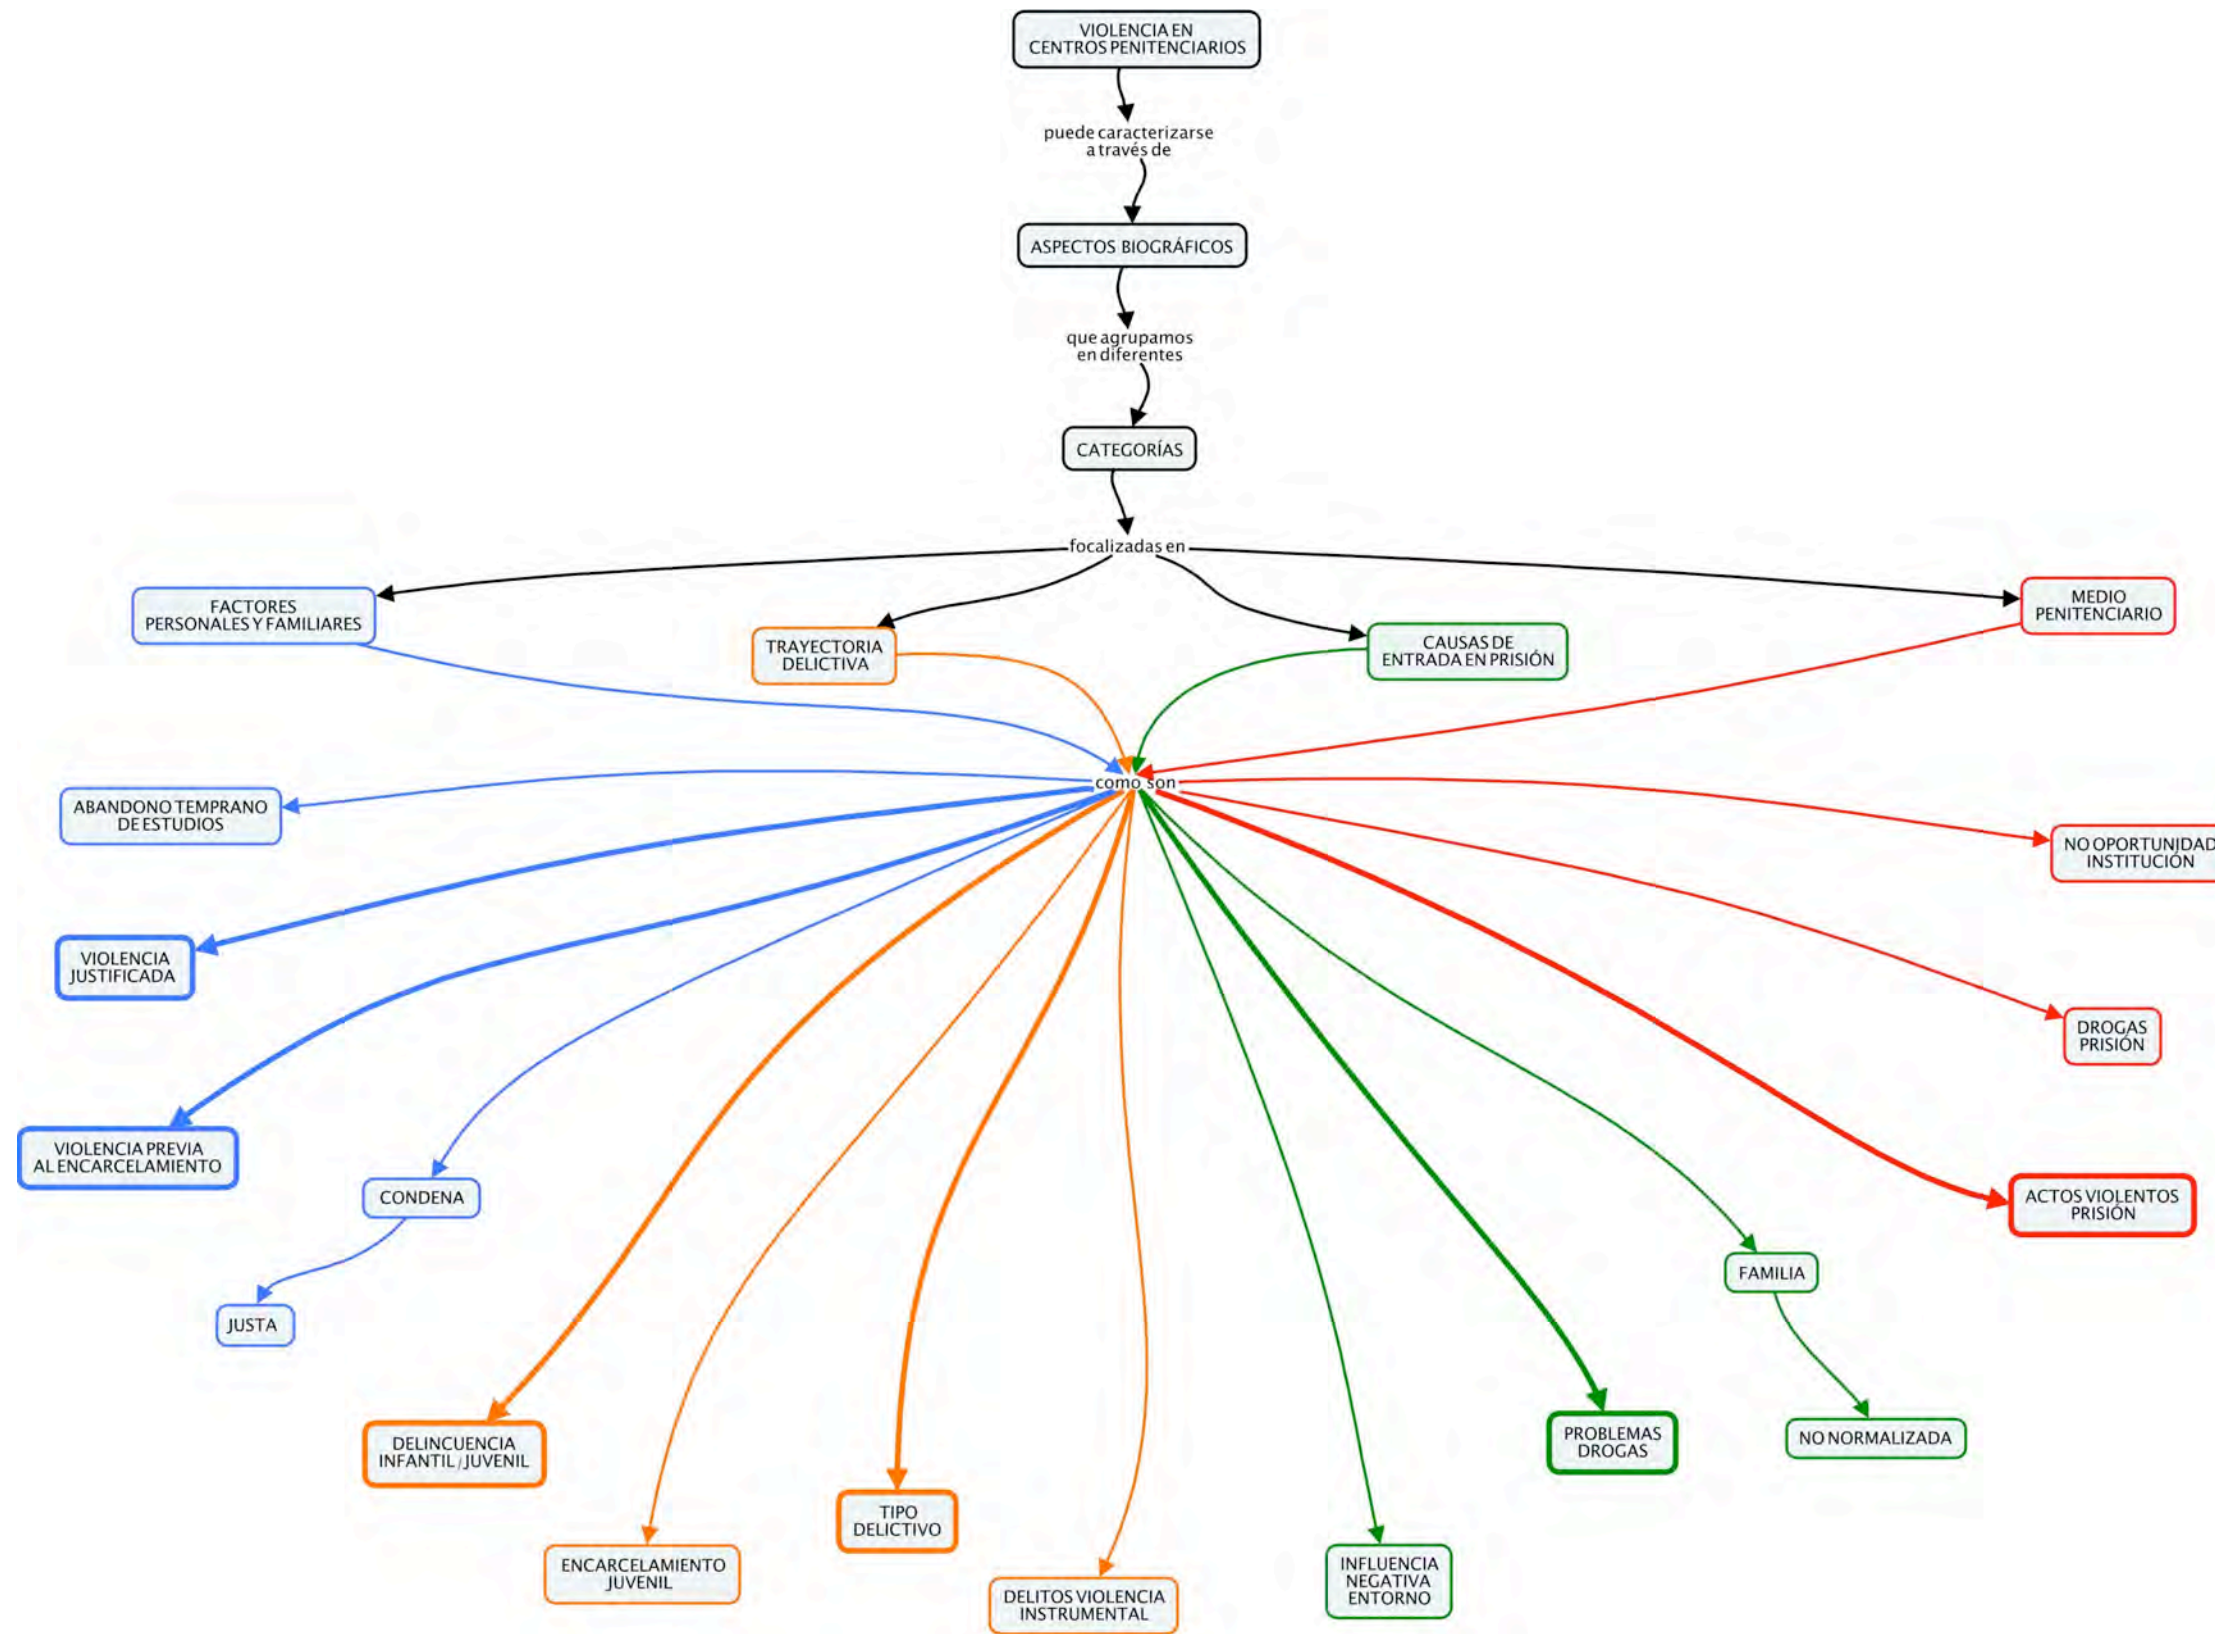 VIOLENCIA EN
CENTROS PENITENCIARIOS
puede caracterizarse
a través de
ASPECTOS BIOGRÁFICOS
que agrupamos
en diferentes
CATEGORÍAS
focalizadas en
FACTORES
PERSONALES Y FAMILIARES
TRAYECTORIA
DELICTIVA
CAUSAS DE
ENTRADA EN PRISIÓN
MEDIO
PENITENCIARIO
como son
ABANDONO TEMPRANO
DE ESTUDIOS
VIOLENCIA
JUSTIFICADA
VIOLENCIA PREVIA
AL ENCARCELAMIENTO
CONDENA
JUSTA
DELINCUENCIA
INFANTIL / JUVENIL
ENCARCELAMIENTO
JUVENIL
TIPO
DELICTIVO
DELITOS VIOLENCIA
INSTRUMENTAL
INFLUENCIA
NEGATIVA
ENTORNO
PROBLEMAS
DROGAS
FAMILIA
NO NORMALIZADA
ACTOS VIOLENTOS
PRISIÓN
DROGAS
PRISIÓN
NO OPORTUNIDAD
INSTITUCIÓN